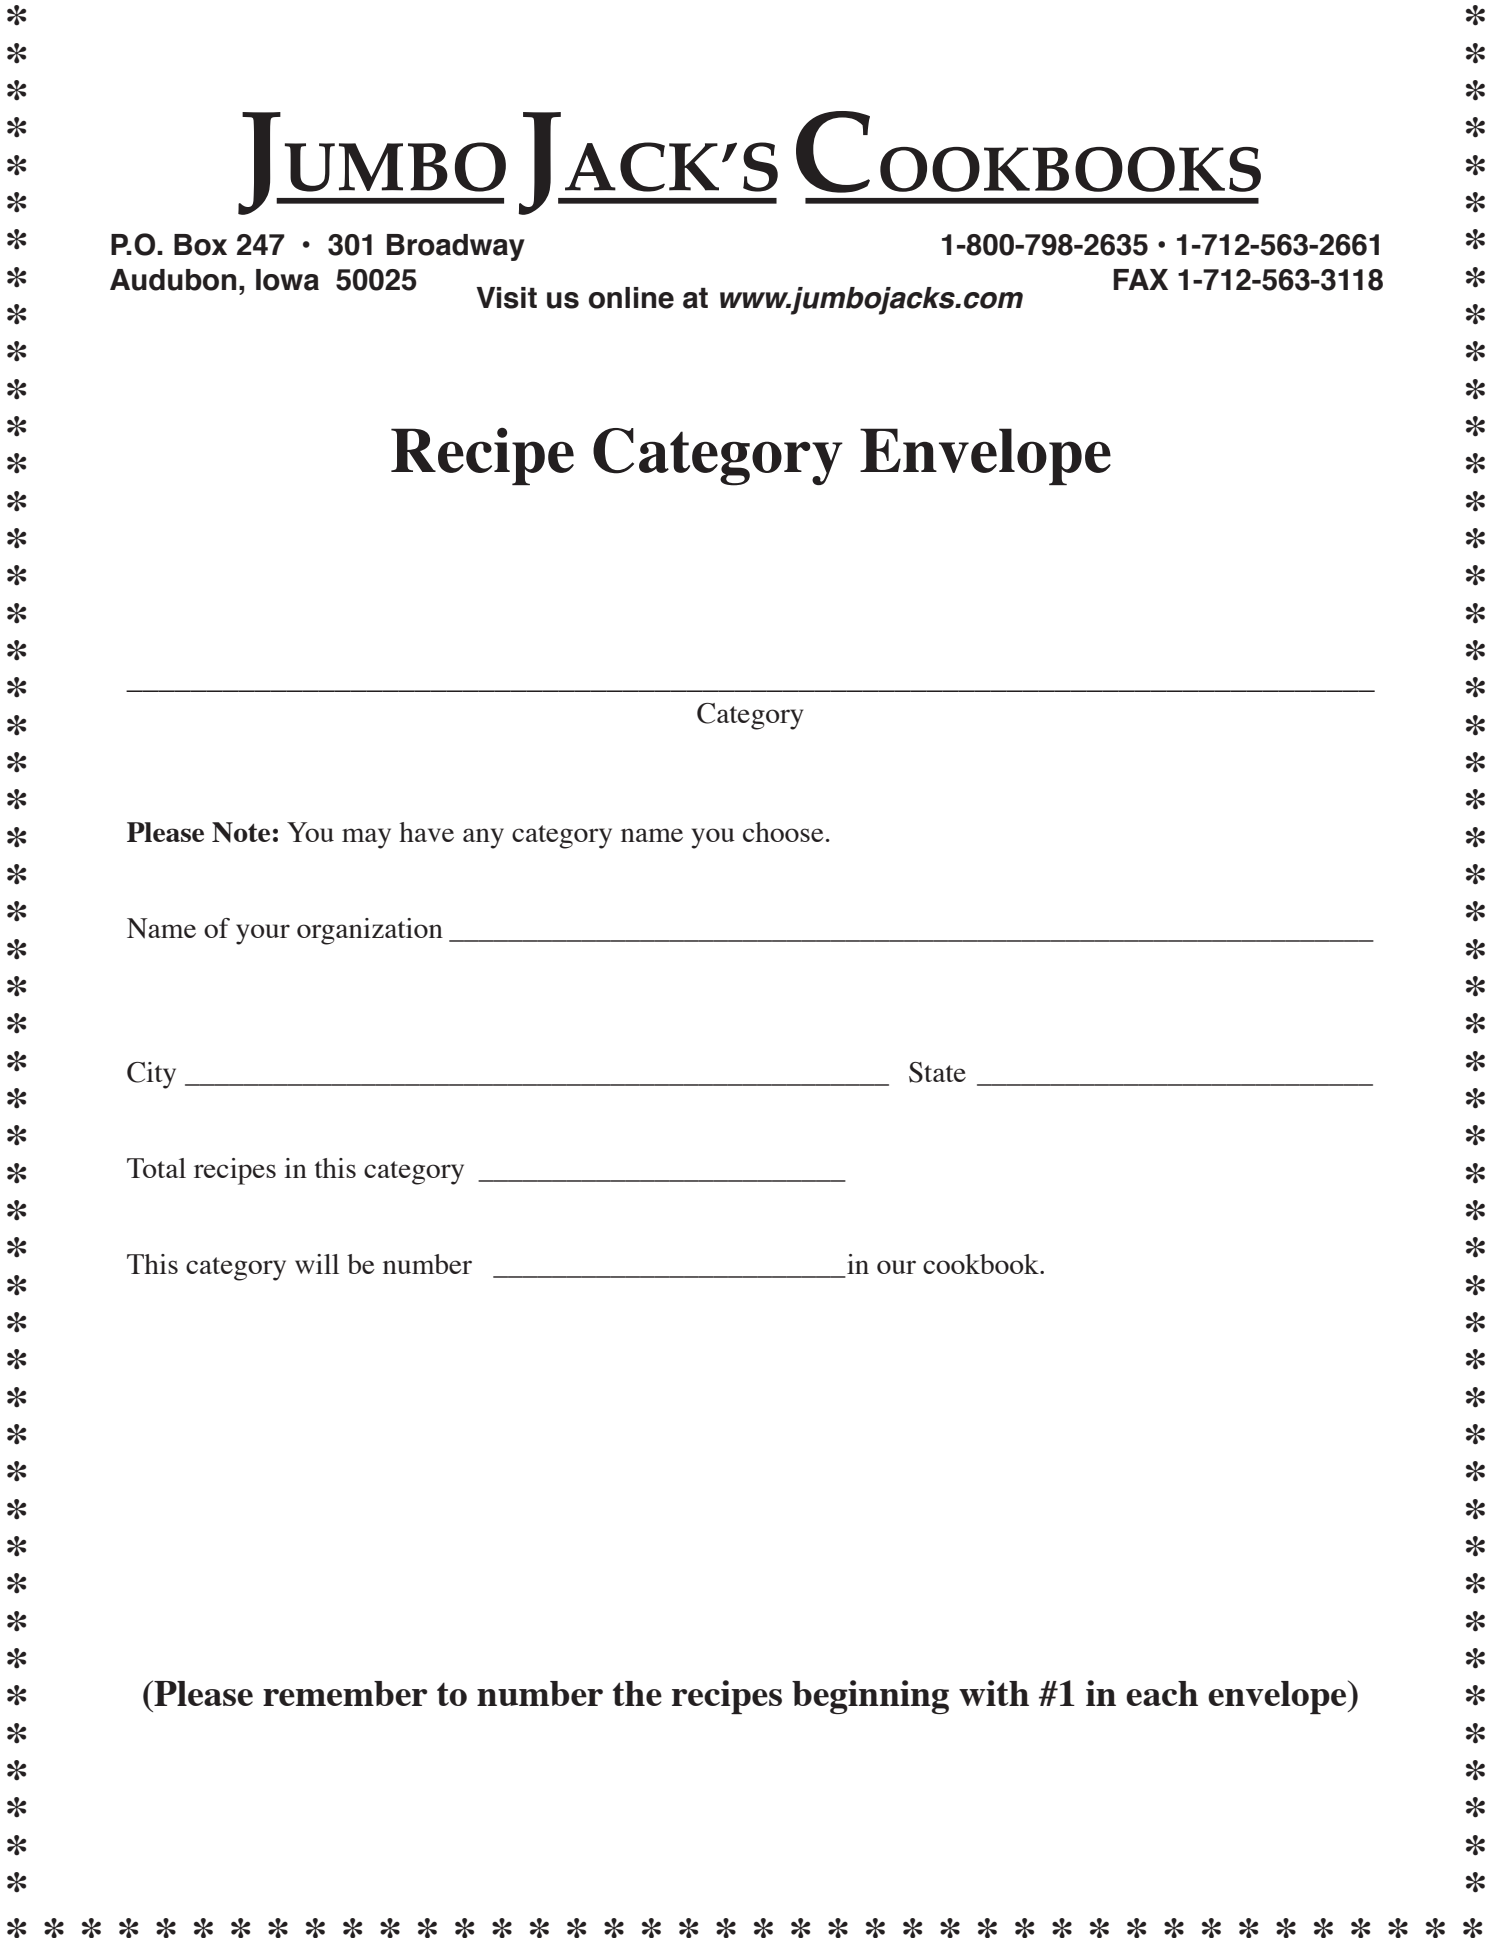 JUMBO JACK'S COOKBOOKS
P.O. Box 247 • 301 Broadway
Audubon, Iowa 50025
1-800-798-2635 • 1-712-563-2661
FAX 1-712-563-3118
Visit us online at www.jumbojacks.com
Recipe Category Envelope
Category
Please Note: You may have any category name you choose.
Name of your organization
City State
Total recipes in this category
This category will be number in our cookbook.
(Please remember to number the recipes beginning with #1 in each envelope)